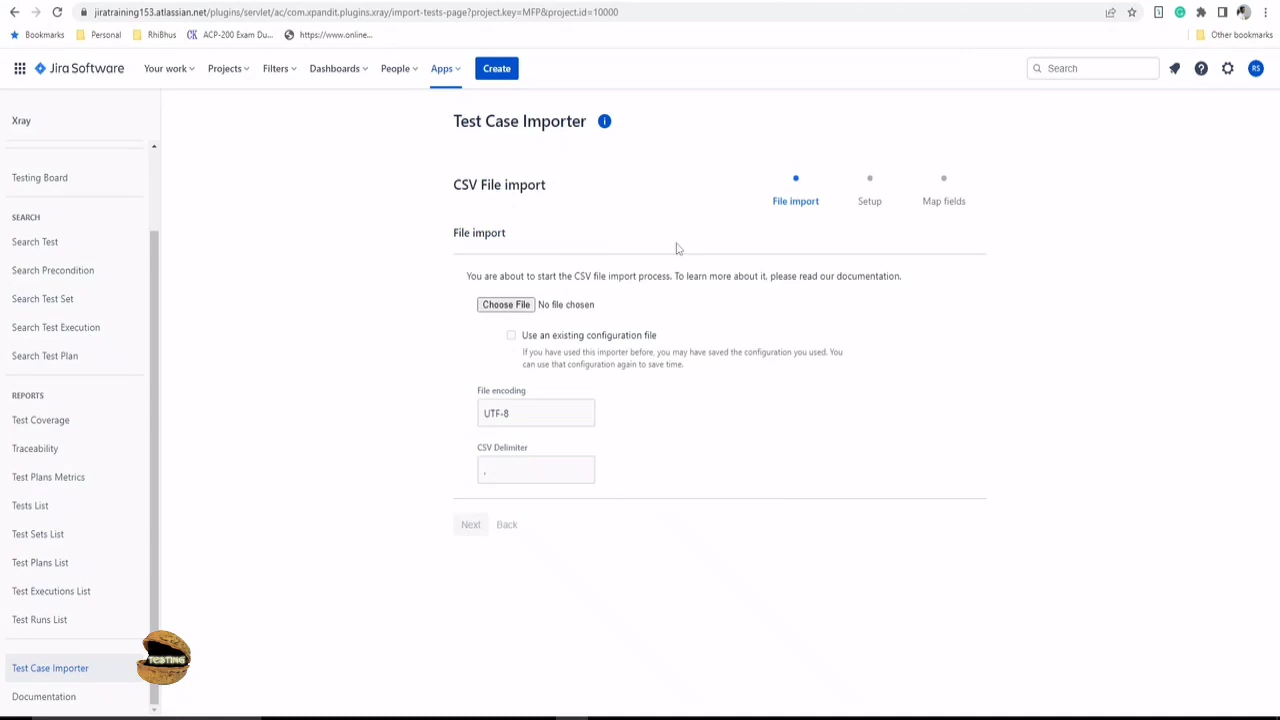 jiratraining153.atlassian.net/plugins/servlet/ac/com.xpandit.plugins.xray/import-tests-page?project.key=MFP&project.id=10000
Bookmarks Personal RhiBhus ACP-200 Exam Du... https://www.online... Other bookmarks
Jira Software Your work Projects Filters Dashboards People Apps Create Search RS
Xray
Testing Board
SEARCH
Search Test
Search Precondition
Search Test Set
Search Test Execution
Search Test Plan
REPORTS
Test Coverage
Traceability
Test Plans Metrics
Tests List
Test Sets List
Test Plans List
Test Executions List
Test Runs List
Test Case Importer
Documentation
TESTING
Test Case Importer
CSV File import
File import Setup Map fields
File import
You are about to start the CSV file import process. To learn more about it, please read our documentation.
Choose File No file chosen
Use an existing configuration file
If you have used this importer before, you may have saved the configuration you used. You
can use that configuration again to save time.
File encoding
UTF-8
CSV Delimiter
,
Next Back